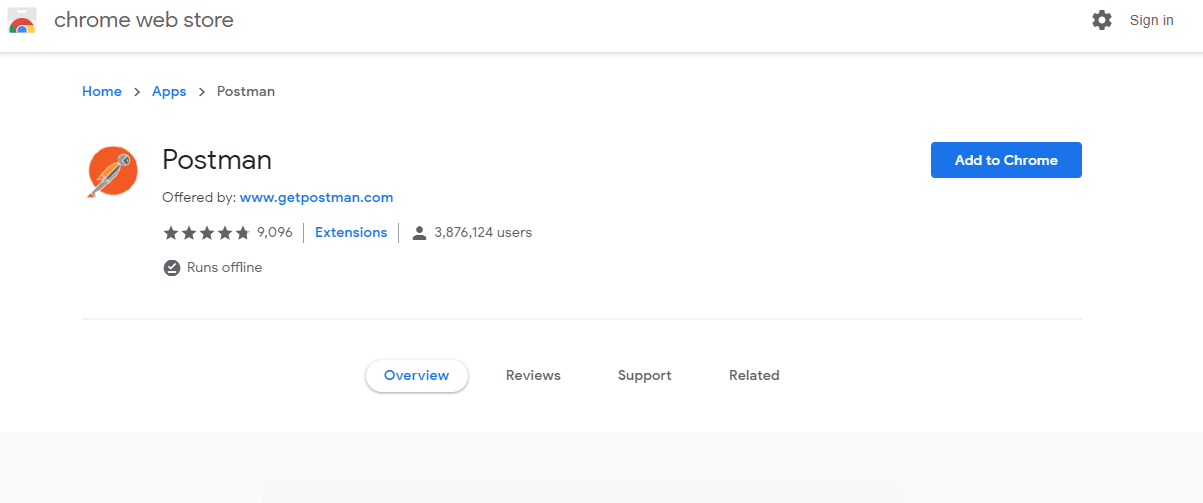 chrome web store Sign in
Home > Apps > Postman
Postman
Add to Chrome
Offered by: www.getpostman.com
9,096 Extensions 3,876,124 users
Runs offline
Overview Reviews Support Related